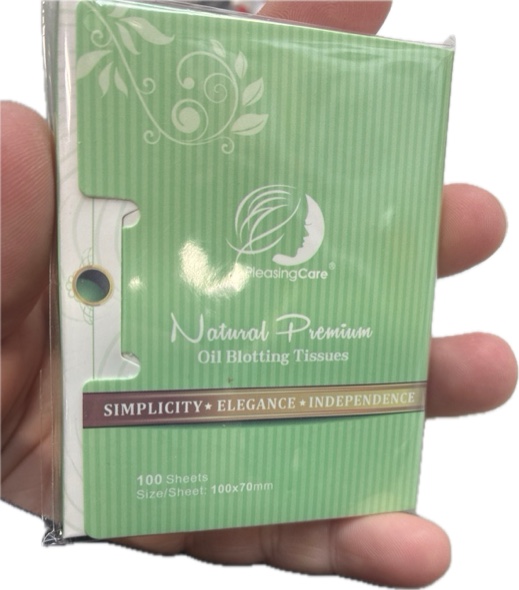 PleasingCare®
Natural Premium
Oil Blotting Tissues
SIMPLICITY★ ELEGANCE ★ INDEPENDENCE
100 Sheets
Size/Sheet: 100x70mm